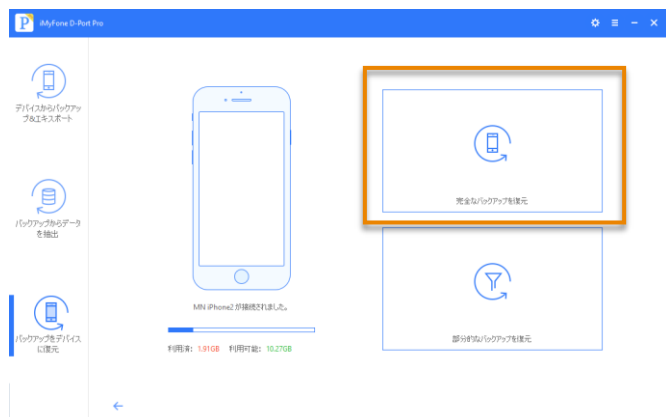 P iMyFone D-Port Pro
デバイスからバックアッ
プ&エキスポート
バックアップからデータ
を抽出
バックアップをデバイス
に復元
MN iPhone2 が接続されました。
利用済: 1.91GB 利用可能: 10.27GB
完全なバックアップを復元
部分的なバックアップを復元